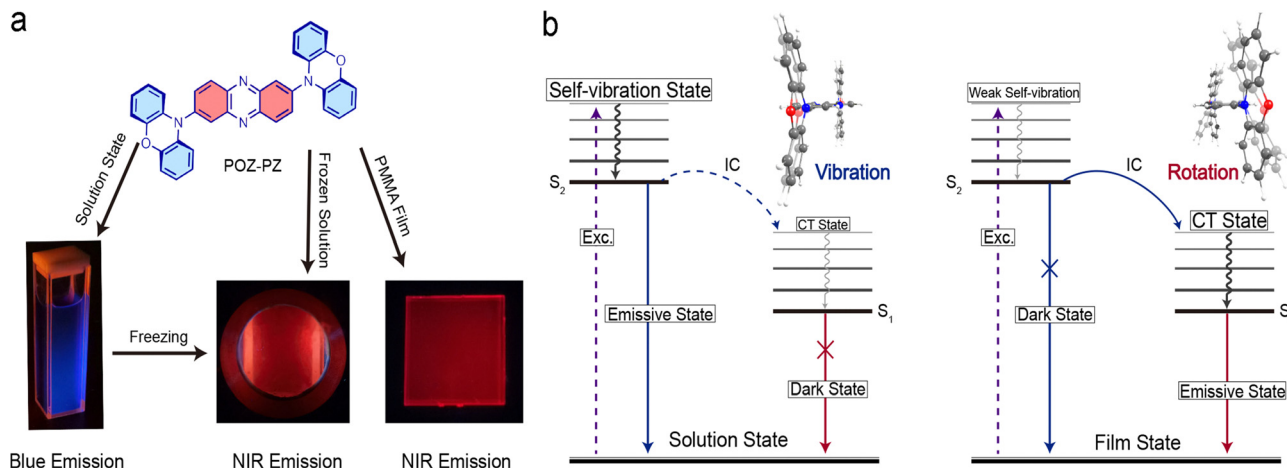 a
O
N
N
N
N
O
POZ-PZ
Solution State
Frozen Solution
PMMA Film
Freezing
Blue Emission
NIR Emission
NIR Emission
b
Self-vibration State
S2
IC
Vibration
CT State
Exc.
Emissive State
S1
Dark State
Solution State
Weak Self-vibration
S2
IC
Rotation
CT State
Exc.
Dark State
S
Emissive State
Film State